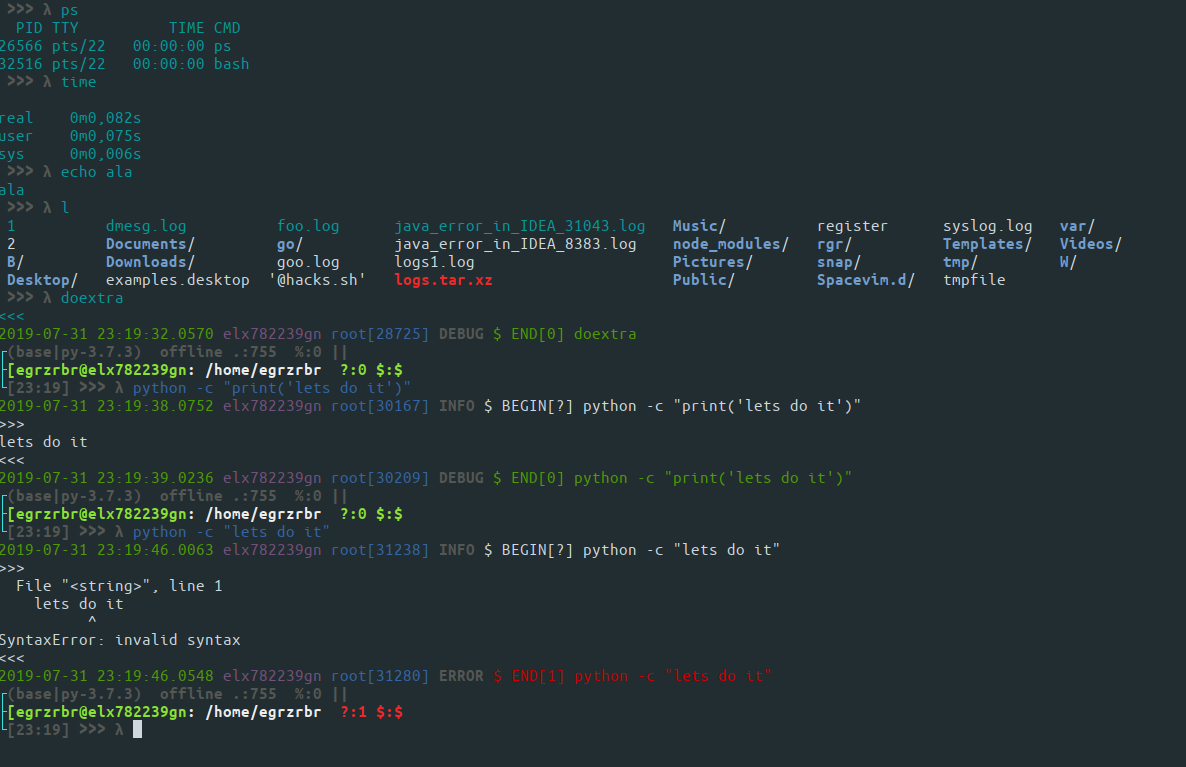 >>> λ ps
  PID TTY          TIME CMD
26566 pts/22   00:00:00 ps
32516 pts/22   00:00:00 bash
>>> λ time
real    0m0,082s
user    0m0,075s
sys     0m0,006s
>>> λ echo ala
ala
>>> λ l
1          dmesg.log          foo.log      java_error_in_IDEA_31043.log   Music/          register      syslog.log   var/
2          Documents/         go/          java_error_in_IDEA_8383.log    node_modules/   rgr/          Templates/   Videos/
B/         Downloads/         goo.log      logs1.log                      Pictures/       snap/         tmp/         W/
Desktop/   examples.desktop  '@hacks.sh'   logs.tar.xz                    Public/         Spacevim.d/   tmpfile
>>> λ doextra
<<<
2019-07-31 23:19:32.0570 elx782239gn root[28725] DEBUG $ END[0] doextra
┌(base|py-3.7.3)  offline .:755  %:0 ||
├[egrzrbr@elx782239gn: /home/egrzrbr  ?:0 $:$
└[23:19] >>> λ python -c "print('lets do it')"
2019-07-31 23:19:38.0752 elx782239gn root[30167] INFO $ BEGIN[?] python -c "print('lets do it')"
>>>
lets do it
<<<
2019-07-31 23:19:39.0236 elx782239gn root[30209] DEBUG $ END[0] python -c "print('lets do it')"
┌(base|py-3.7.3)  offline .:755  %:0 ||
├[egrzrbr@elx782239gn: /home/egrzrbr  ?:0 $:$
└[23:19] >>> λ python -c "lets do it"
2019-07-31 23:19:46.0063 elx782239gn root[31238] INFO $ BEGIN[?] python -c "lets do it"
>>>
  File "<string>", line 1
    lets do it
          ^
SyntaxError: invalid syntax
<<<
2019-07-31 23:19:46.0548 elx782239gn root[31280] ERROR $ END[1] python -c "lets do it"
┌(base|py-3.7.3)  offline .:755  %:0 ||
├[egrzrbr@elx782239gn: /home/egrzrbr  ?:1 $:$
└[23:19] >>> λ